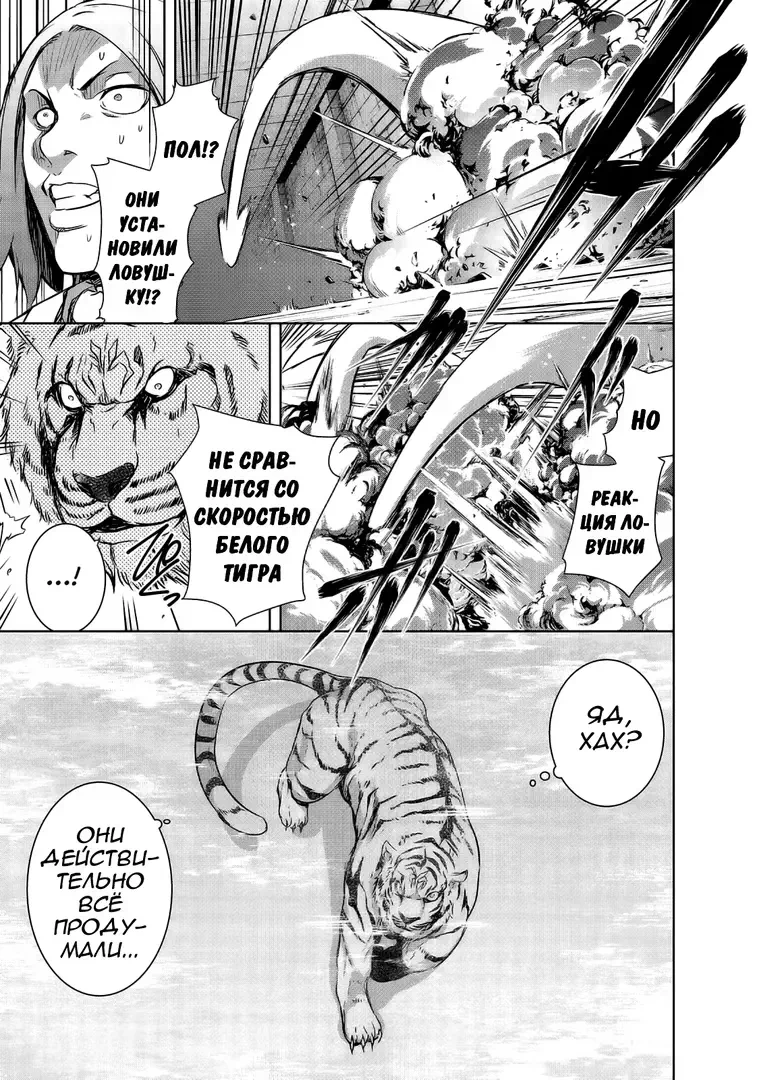 ПОЛ!?
ОНИ
УСТА-
НОВИЛИ
ЛОВУШ-
КУ!?
НО
РЕАК-
ЦИЯ ЛО-
ВУШКИ
НЕ СРАВ-
НИТСЯ СО
СКОРОСТЬЮ
БЕЛОГО
ТИГРА
...!
ЯД,
ХАХ?
ОНИ
ДЕЙСТВИ-
ТЕЛЬНО
ВСЁ
ПРОДУ-
МАЛИ...